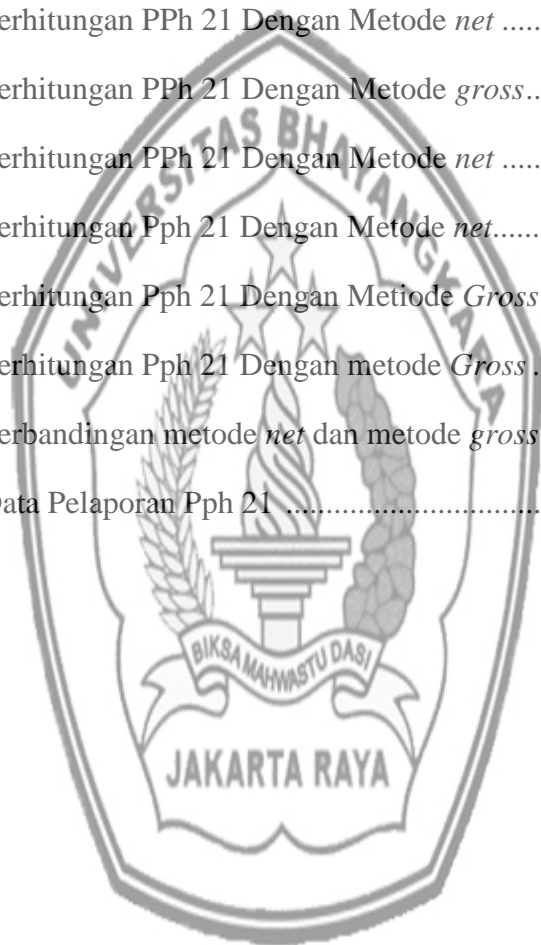 erhitungan PPh 21 Dengan Metode net ......
erhitungan PPh 21 Dengan Metode gross...
erhitungan PPh 21 Dengan Metode net ......
erhitungan Pph 21 Dengan Metode net.......
erhitungan Pph 21 Dengan Metiode Gross
erhitungan Pph 21 Dengan metode Gross .
erbandingan metode net dan metode gross
Data Pelaporan Pph 21 ..............................
UNIVERSITAS BHAYANGKARA
BIKSA MAHWASTU DASI
JAKARTA RAYA